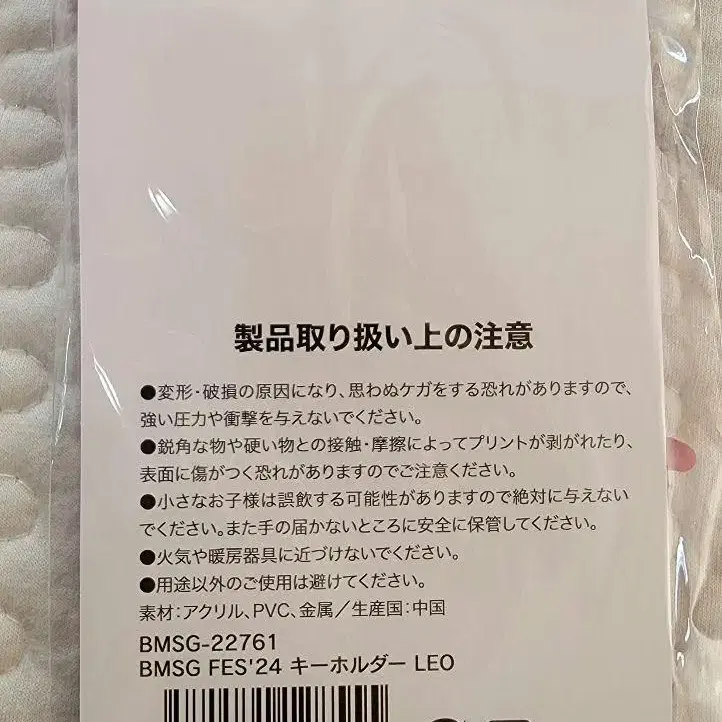 製品取り扱い上の注意
●変形・破損の原因になり、思わぬケガをする恐れがありますので、
強い圧力や衝撃を与えないでください。
●鋭角な物や硬い物との接触・摩擦によってプリントが剥がれたり、
表面に傷がつく恐れがありますのでご注意ください。
●小さなお子様は誤飲する可能性がありますので絶対に与えない
でください。また手の届かないところに安全に保管してください。
●火気や暖房器具に近づけないでください。
●用途以外のご使用は避けてください。
素材：アクリル、PVC、金属／生産国：中国
BMSG-22761
BMSG FES'24 キーホルダー LEO